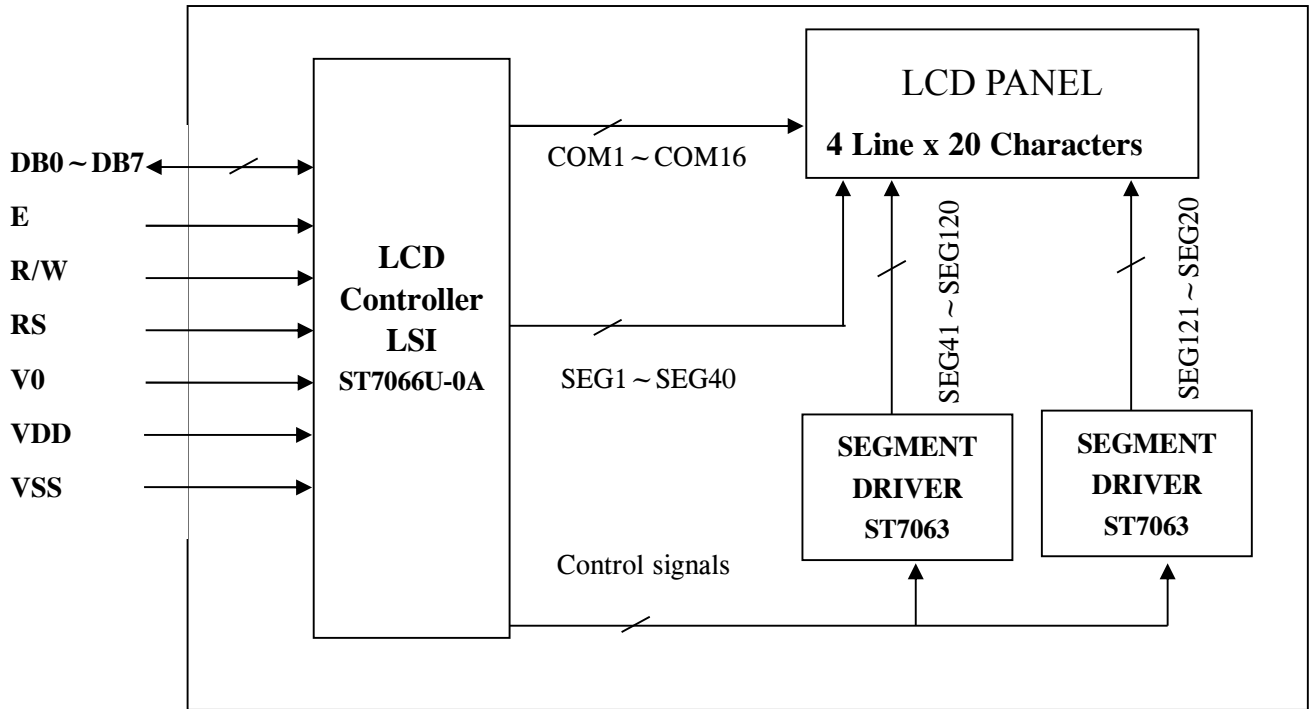 DB0～DB7
E
R/W
RS
V0
VDD
VSS
LCD
Controller
LSI
ST7066U-0A
COM1～COM16
SEG1～SEG40
Control signals
LCD PANEL
4 Line x 20 Characters
SEG41～SEG120
SEG121～SEG20
SEGMENT
DRIVER
ST7063
SEGMENT
DRIVER
ST7063